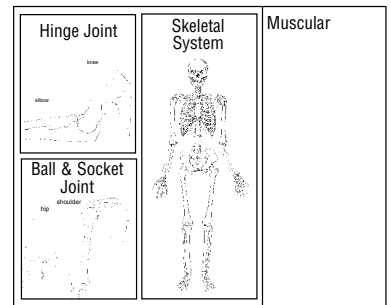 Hinge Joint
knee
elbow
Ball & Socket
Joint
shoulder
hip
Skeletal
System
Muscular